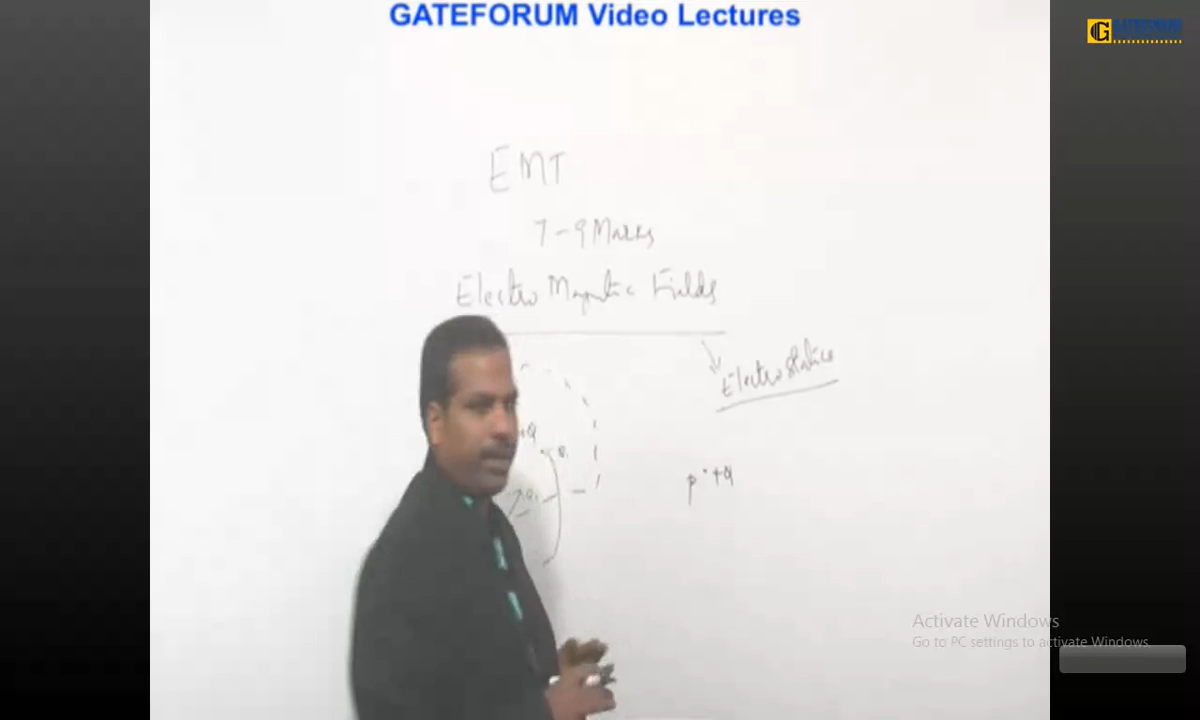 GATEFORUM Video Lectures
EMT
7-9 Marks
Electro Magnetic Fields
Electrostatics
+Q
P +Q
Activate Windows
Go to PC settings to activate Windows.